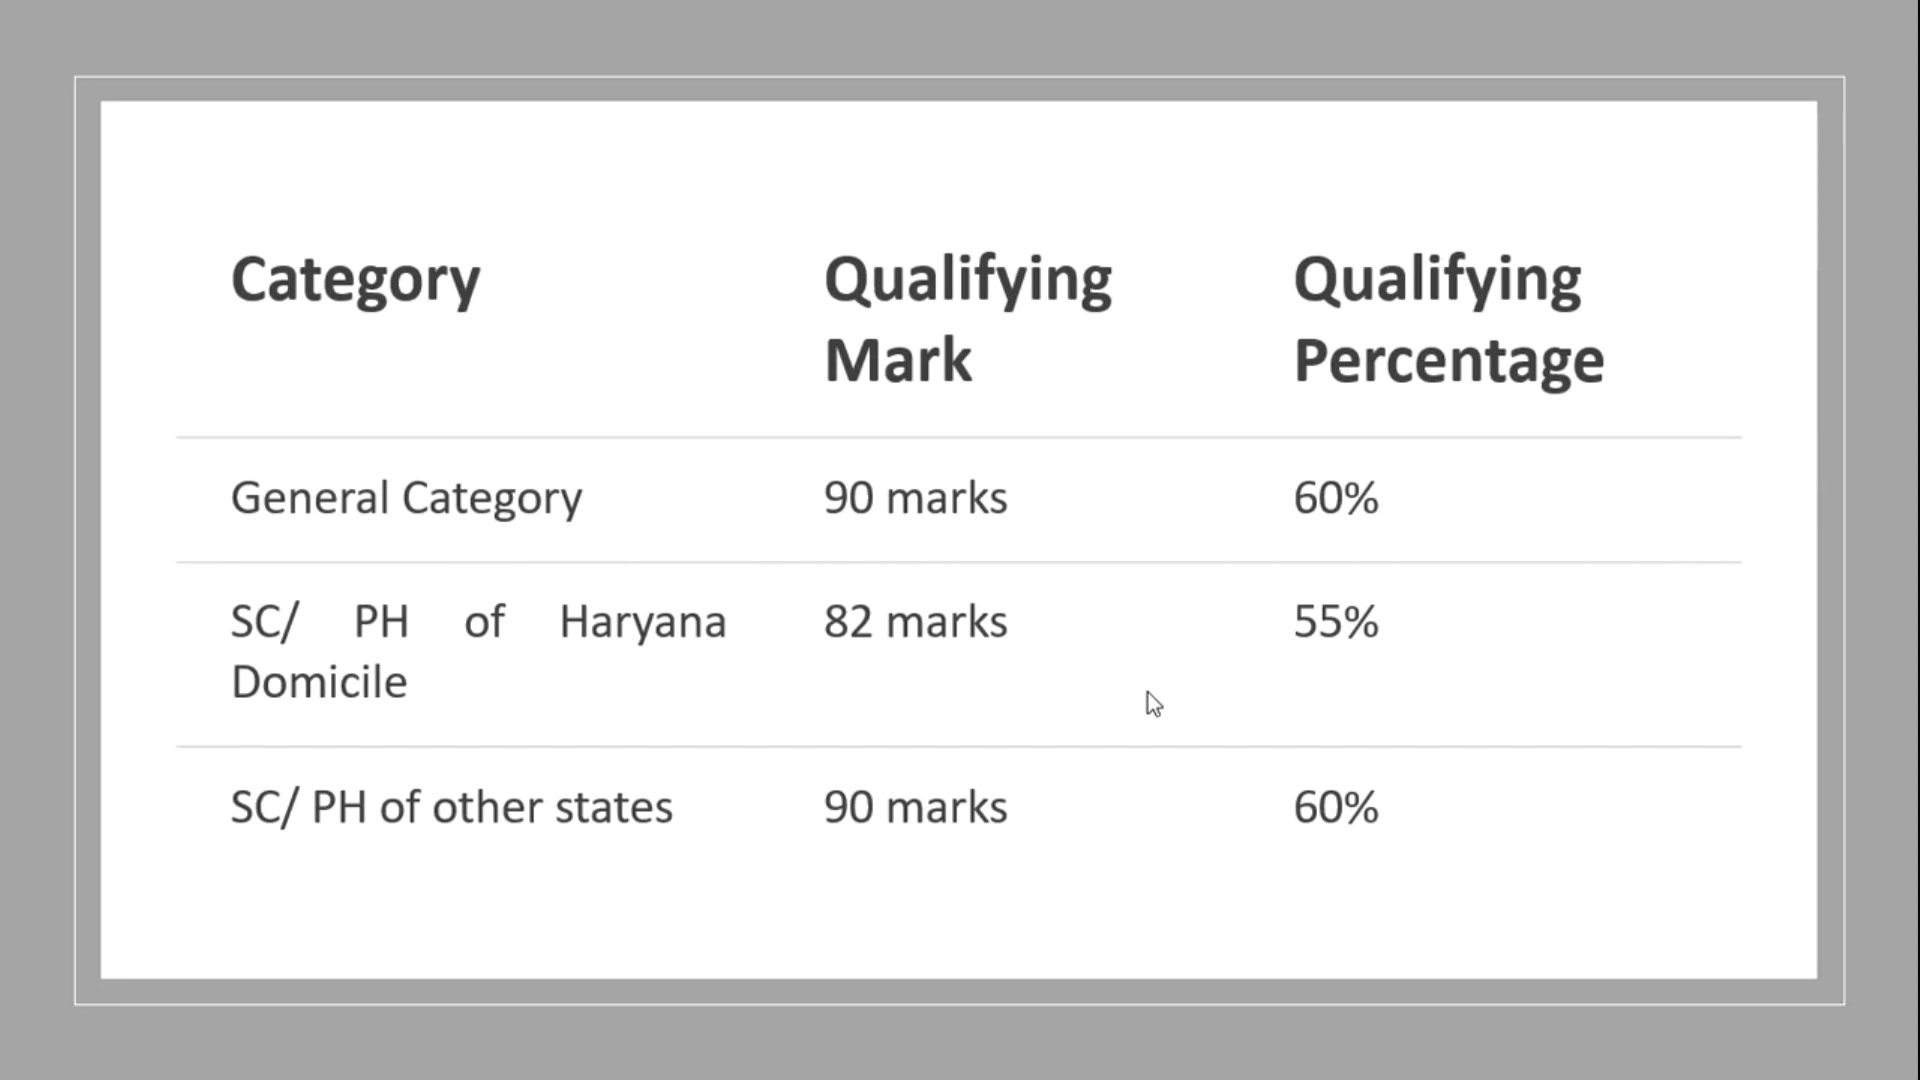 Category
Qualifying
Mark
Qualifying
Percentage
General Category
90 marks
60%
SC/ PH of Haryana
Domicile
82 marks
55%
SC/ PH of other states
90 marks
60%